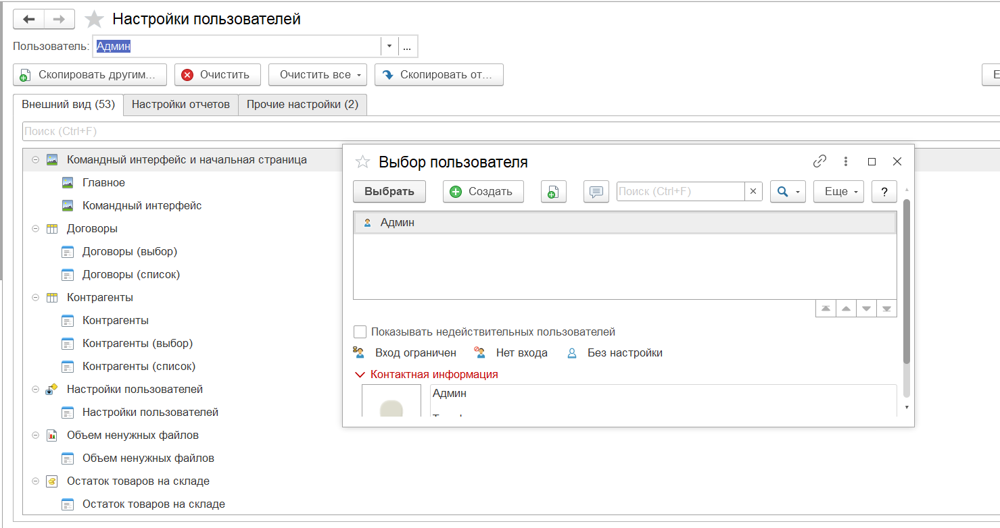 Настройки пользователей
Пользователь: Админ ...
Скопировать другим... Очистить Очистить все Скопировать от... Е
Внешний вид (53) Настройки отчетов Прочие настройки (2)
Поиск (Ctrl+F)
Командный интерфейс и начальная страница
Главное
Командный интерфейс
Договоры
Договоры (выбор)
Договоры (список)
Контрагенты
Контрагенты
Контрагенты (выбор)
Контрагенты (список)
Настройки пользователей
Настройки пользователей
Объем ненужных файлов
Объем ненужных файлов
Остаток товаров на складе
Остаток товаров на складе
Выбор пользователя
Выбрать Создать Поиск (Ctrl+F) × Еще ?
Админ
Показывать недействительных пользователей
Вход ограничен Нет входа Без настройки
Контактная информация
Админ